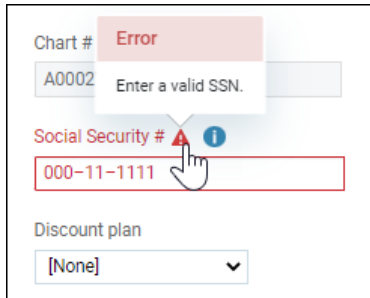 Chart #
Error
A0002
Enter a valid SSN.
Social Security #
000-11-1111
Discount plan
[None]